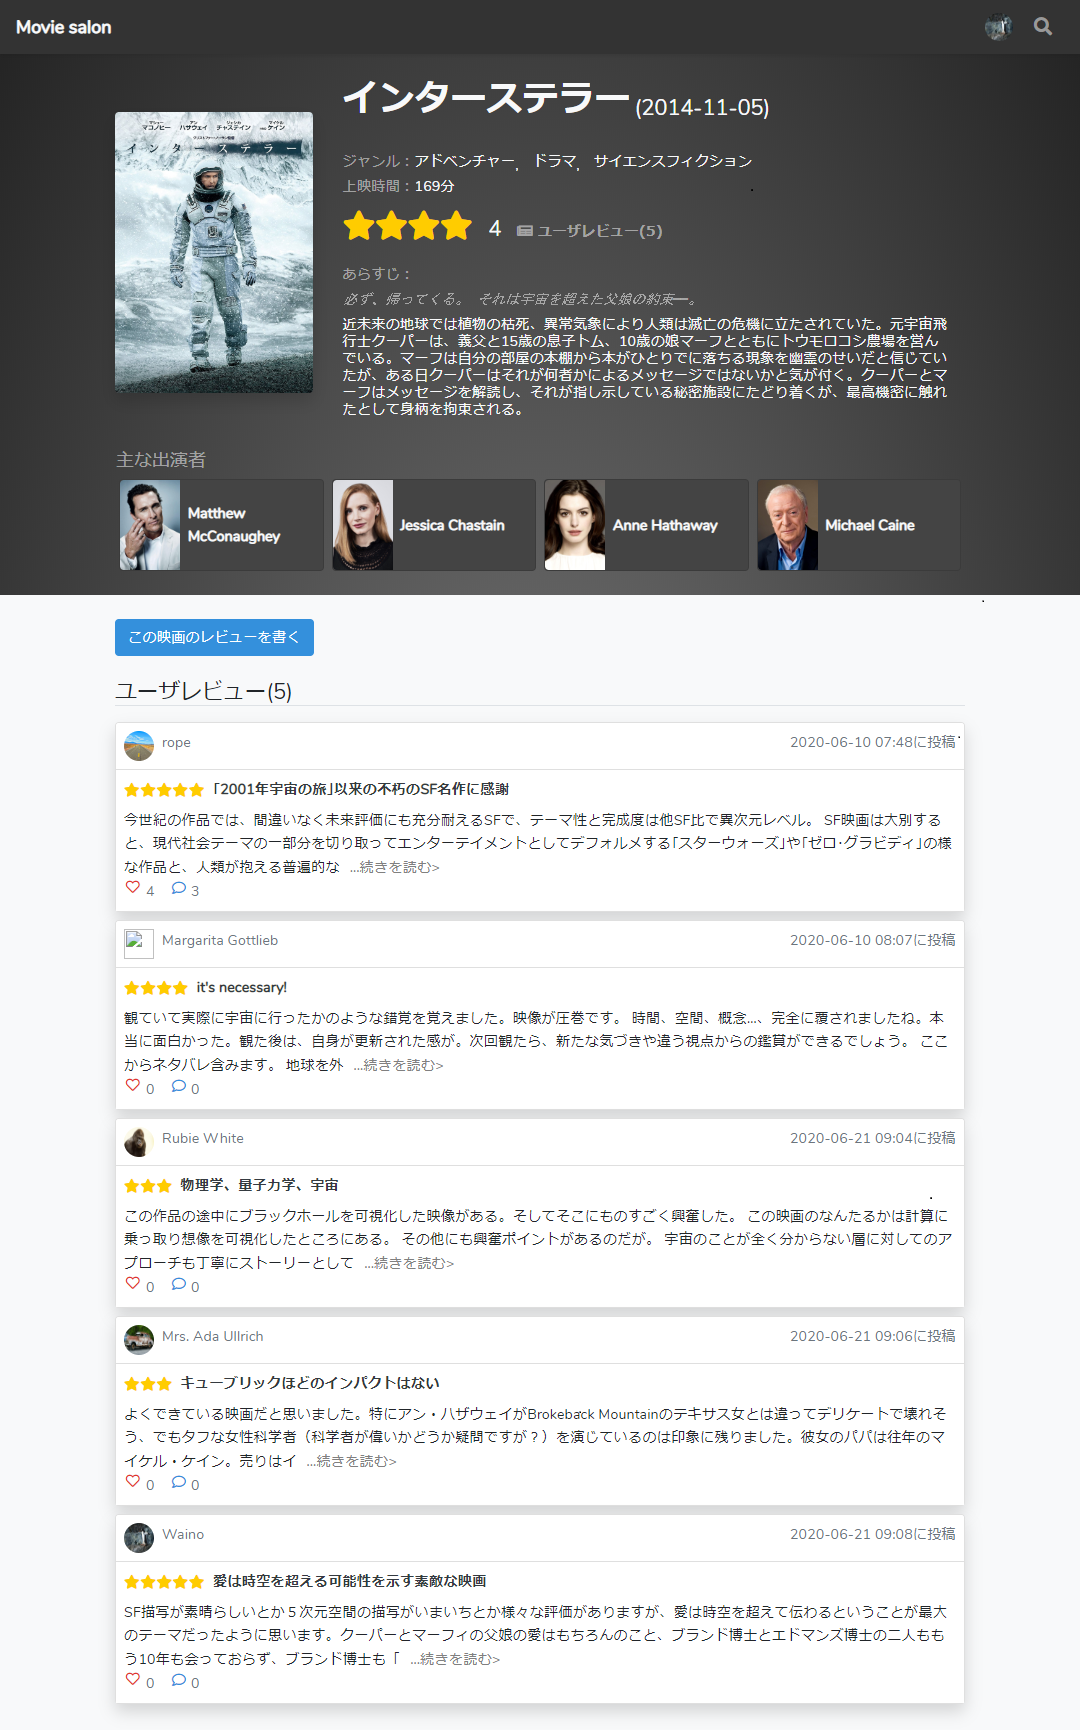 Movie salon
インターステラー (2014-11-05)
マシュー マコノヒー アン ハサウェイ ジェシカ チャステイン マイケル ケイン
インターステラー
ジャンル：アドベンチャー, ドラマ, サイエンスフィクション
上映時間：169分
4 ユーザレビュー(5)
あらすじ：
必ず、帰ってくる。 それは宇宙を超えた父娘の約束―。
近未来の地球では植物の枯死、異常気象により人類は滅亡の危機に立たされていた。元宇宙飛
行士クーパーは、義父と15歳の息子トム、10歳の娘マーフとともにトウモロコシ農場を営ん
でいる。マーフは自分の部屋の本棚から本がひとりでに落ちる現象を幽霊のせいだと信じてい
たが、ある日クーパーはそれが何者かによるメッセージではないかと気が付く。クーパーとマ
ーフはメッセージを解読し、それが指し示している秘密施設にたどり着くが、最高機密に触れ
たとして身柄を拘束される。
主な出演者
Matthew
McConaughey
Jessica Chastain
Anne Hathaway
Michael Caine
この映画のレビューを書く
ユーザレビュー(5)
rope 2020-06-10 07:48に投稿
｢2001年宇宙の旅｣以来の不朽のSF名作に感謝
今世紀の作品では、間違いなく未来評価にも充分耐えるSFで、テーマ性と完成度は他SF比で異次元レベル。 SF映画は大別する
と、現代社会テーマの一部分を切り取ってエンターテイメントとしてデフォルメする｢スターウォーズ｣や｢ゼロ･グラビディ｣の様
な作品と、人類が抱える普遍的な ...続きを読む>
4 3
Margarita Gottlieb 2020-06-10 08:07に投稿
it's necessary!
観ていて実際に宇宙に行ったかのような錯覚を覚えました。映像が圧巻です。 時間、空間、概念…、完全に覆されましたね。本
当に面白かった。観た後は、自身が更新された感が。次回観たら、新たな気づきや違う視点からの鑑賞ができるでしょう。 ここ
からネタバレ含みます。 地球を外 ...続きを読む>
0 0
Rubie White 2020-06-21 09:04に投稿
物理学、量子力学、宇宙
この作品の途中にブラックホールを可視化した映像がある。そしてそこにものすごく興奮した。 この映画のなんたるかは計算に
乗っ取り想像を可視化したところにある。 その他にも興奮ポイントがあるのだが。 宇宙のことが全く分からない層に対してのア
プローチも丁寧にストーリーとして ...続きを読む>
0 0
Mrs. Ada Ullrich 2020-06-21 09:06に投稿
キューブリックほどのインパクトはない
よくできている映画だと思いました。特にアン・ハザウェイがBrokeback Mountainのテキサス女とは違ってデリケートで壊れそ
う、でもタフな女性科学者（科学者が偉いかどうか疑問ですが？）を演じているのは印象に残りました。彼女のパパは往年のマ
イケル・ケイン。売りはイ ...続きを読む>
0 0
Waino 2020-06-21 09:08に投稿
愛は時空を超える可能性を示す素敵な映画
SF描写が素晴らしいとか５次元空間の描写がいまいちとか様々な評価がありますが、愛は時空を超えて伝わるということが最大
のテーマだったように思います。クーパーとマーフィの父娘の愛はもちろんのこと、ブランド博士とエドマンズ博士の二人もも
う10年も会っておらず、ブランド博士も「 ...続きを読む>
0 0